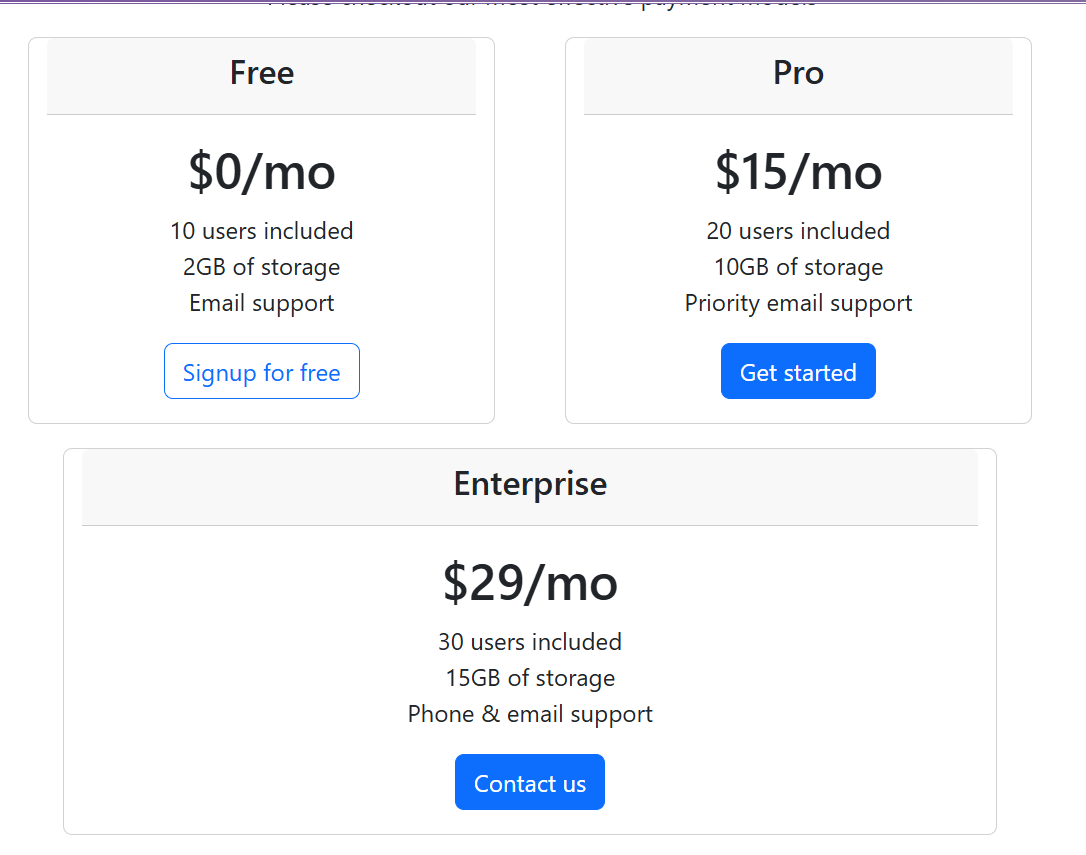 Free
$0/mo
10 users included
2GB of storage
Email support
Signup for free
Pro
$15/mo
20 users included
10GB of storage
Priority email support
Get started
Enterprise
$29/mo
30 users included
15GB of storage
Phone & email support
Contact us